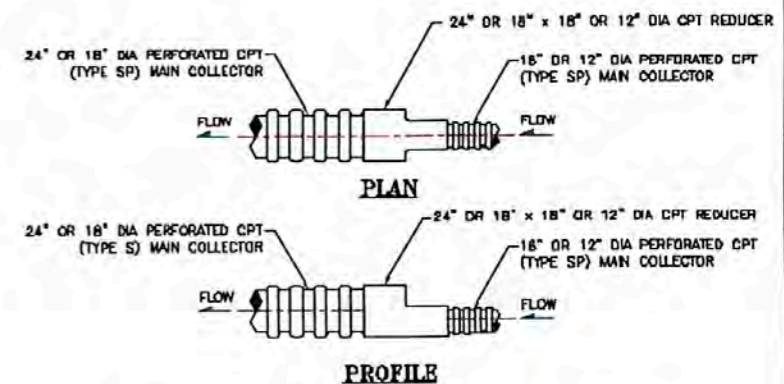 24" OR 18" x 18" OR 12" DIA CPT REDUCER
24" OR 18" DIA PERFORATED CPT
(TYPE SP) MAIN COLLECTOR
18" OR 12" DIA PERFORATED CPT
(TYPE SP) MAIN COLLECTOR
FLOW
FLOW
PLAN
24" OR 18" x 18" OR 12" DIA CPT REDUCER
24" OR 18" DIA PERFORATED CPT
(TYPE S) MAIN COLLECTOR
18" OR 12" DIA PERFORATED CPT
(TYPE SP) MAIN COLLECTOR
FLOW
FLOW
PROFILE